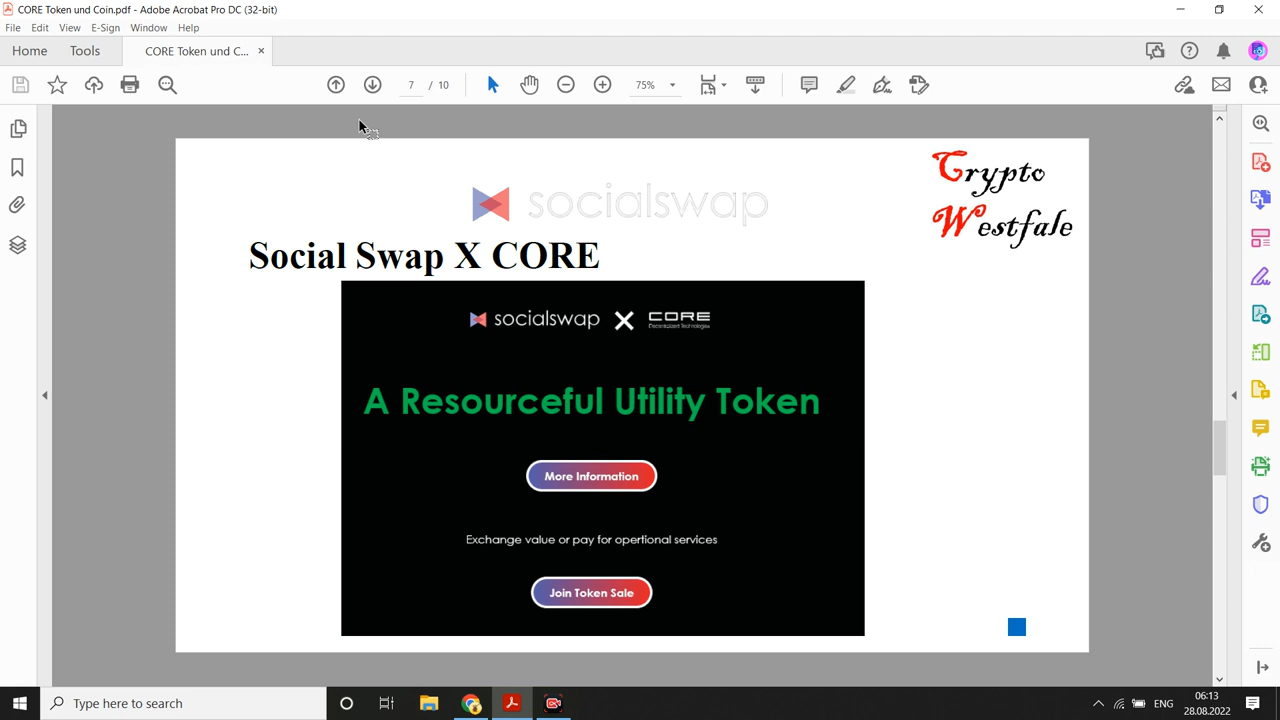 CORE Token und Coin.pdf - Adobe Acrobat Pro DC (32-bit)
File Edit View E-Sign Window Help
Home Tools CORE Token und C... ×
7 / 10 75%
Crypto
Westfale
socialswap
Social Swap X CORE
socialswap X CORE
Decentralized Technologies
A Resourceful Utility Token
More Information
Exchange value or pay for opertional services
Join Token Sale
Type here to search
ENG
06:13
28.08.2022